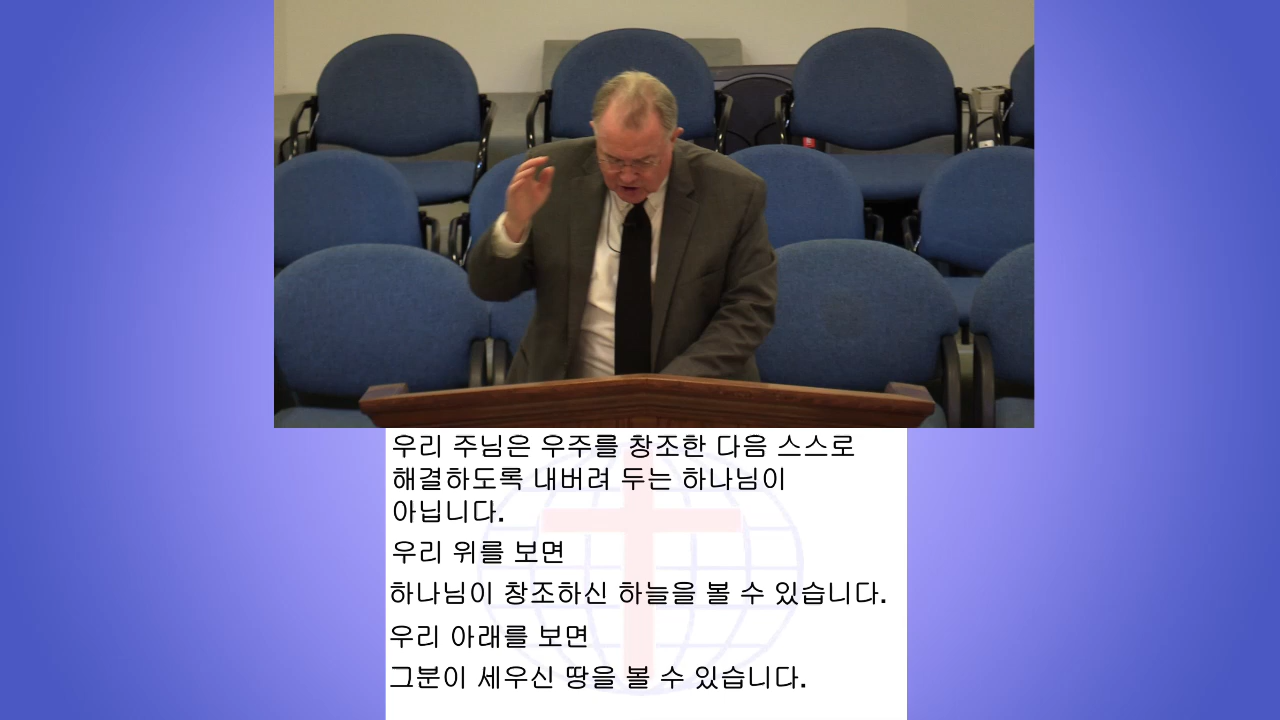 우리 주님은 우주를 창조한 다음 스스로
해결하도록 내버려 두는 하나님이
아닙니다.
우리 위를 보면
하나님이 창조하신 하늘을 볼 수 있습니다.
우리 아래를 보면
그분이 세우신 땅을 볼 수 있습니다.